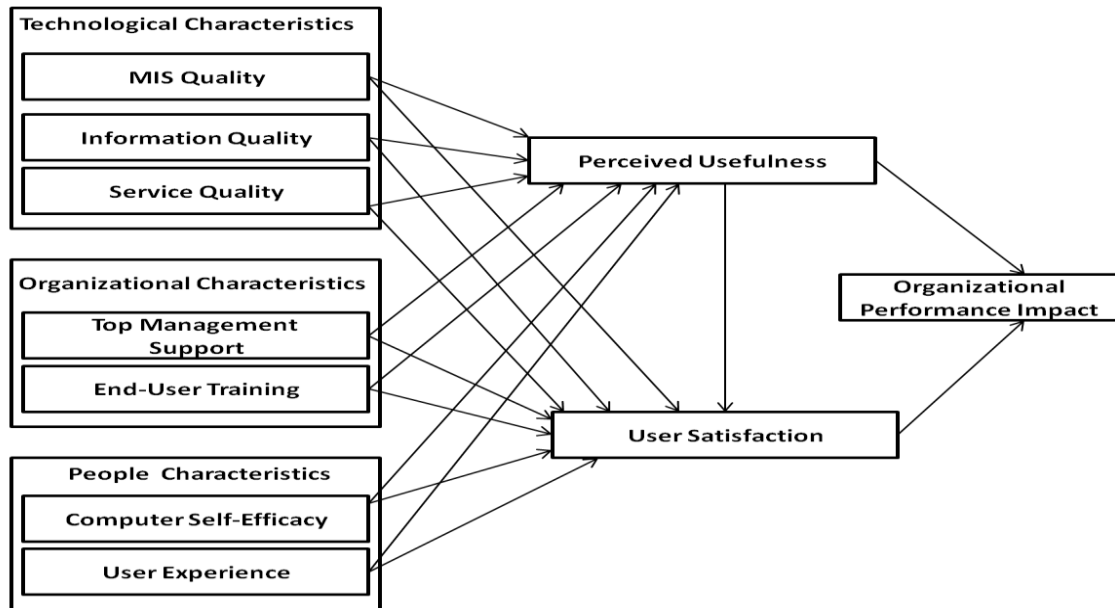 Technological Characteristics
MIS Quality
Information Quality
Service Quality
Organizational Characteristics
Top Management
Support
End-User Training
People Characteristics
Computer Self-Efficacy
User Experience
Perceived Usefulness
User Satisfaction
Organizational
Performance Impact